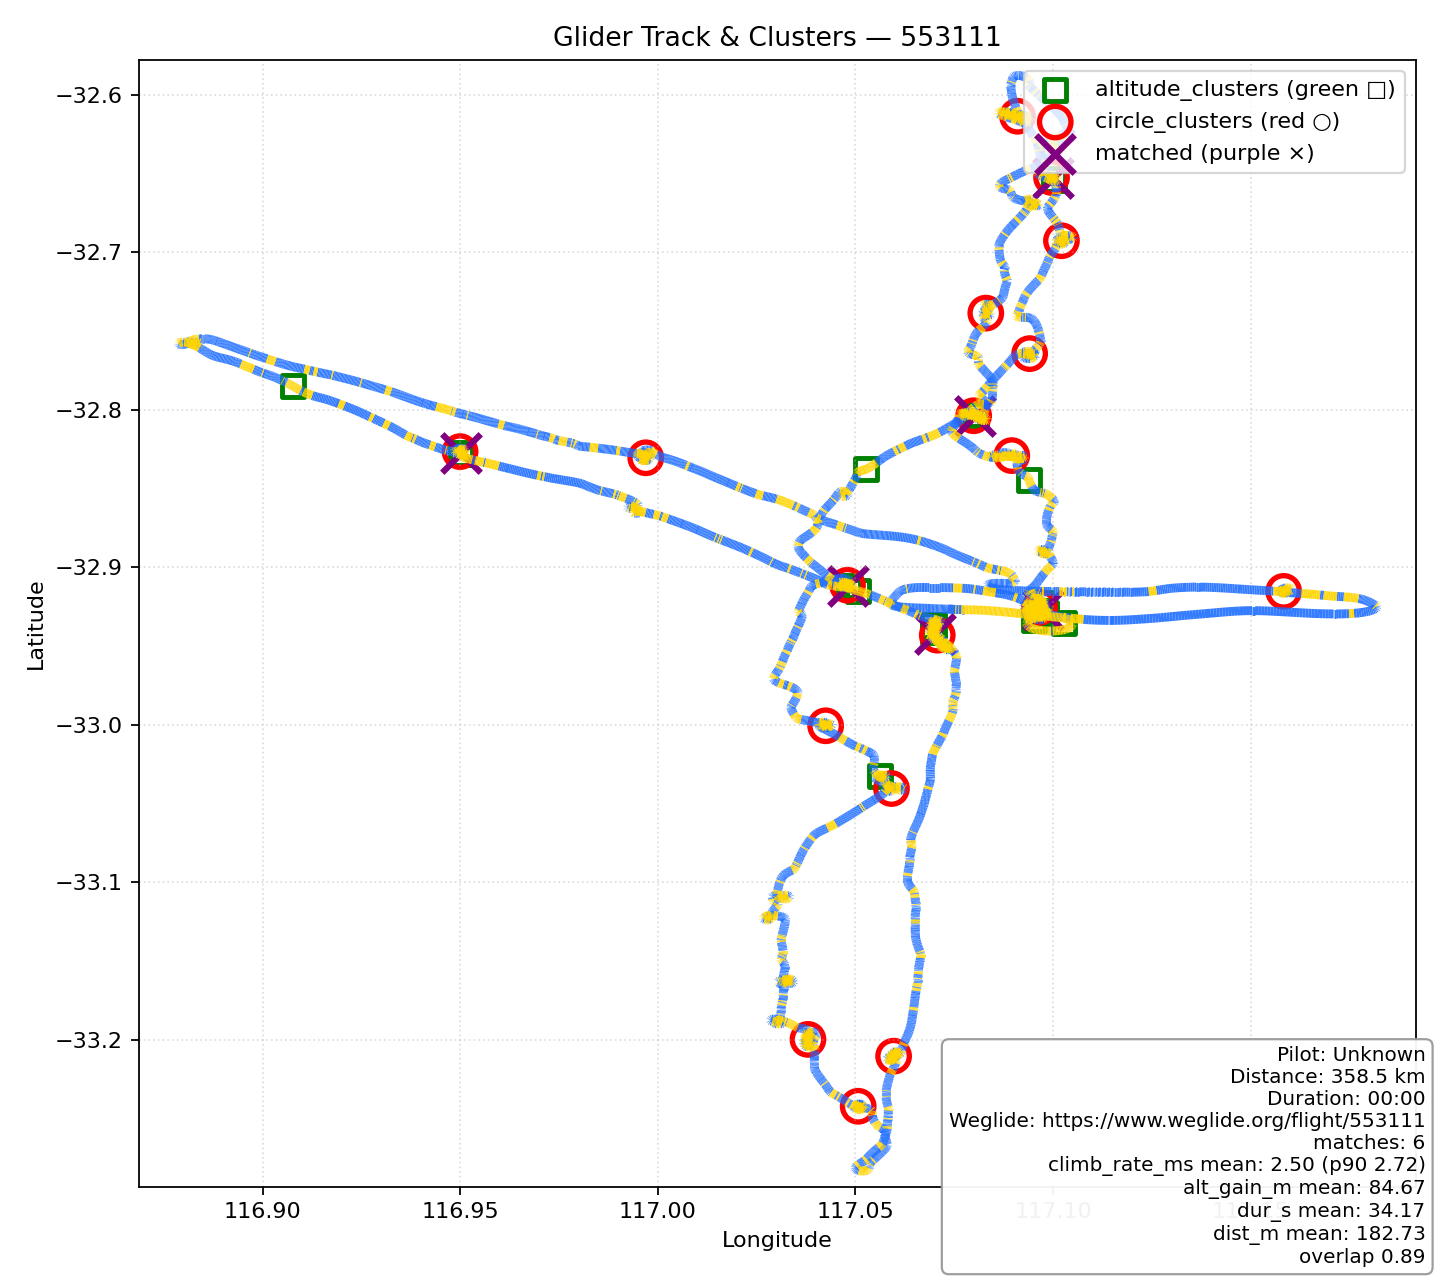 Glider Track & Clusters — 553111
altitude_clusters (green □)
circle_clusters (red ○)
matched (purple ×)
−32.6
−32.7
−32.8
−32.9
−33.0
−33.1
−33.2
Latitude
116.90
116.95
117.00
117.05
117.10
Longitude
Pilot: Unknown
Distance: 358.5 km
Duration: 00:00
Weglide: https://www.weglide.org/flight/553111
matches: 6
climb_rate_ms mean: 2.50 (p90 2.72)
alt_gain_m mean: 84.67
dur_s mean: 34.17
dist_m mean: 182.73
overlap 0.89